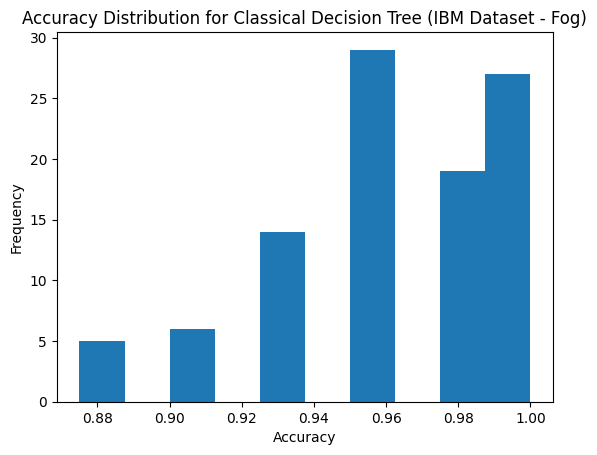 Accuracy Distribution for Classical Decision Tree (IBM Dataset - Fog)
30
25
20
15
10
5
0
Frequency
0.88 0.90 0.92 0.94 0.96 0.98 1.00
Accuracy